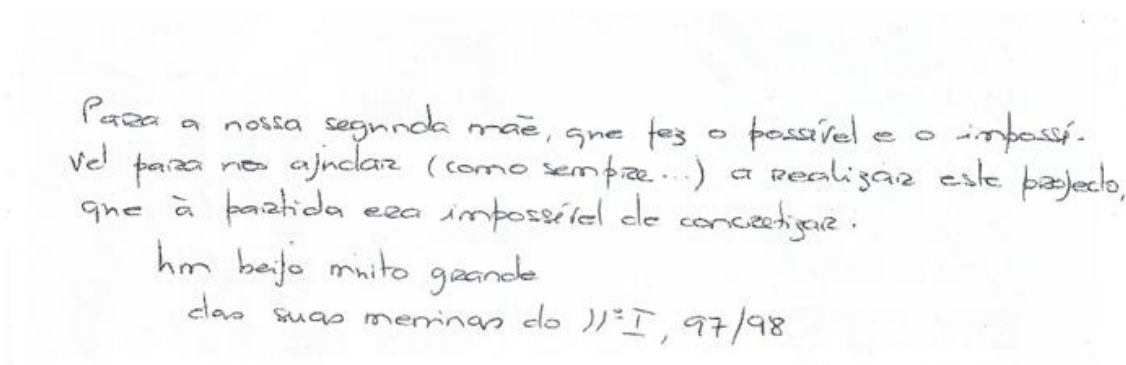 Para a nossa segunda mãe, que fez o possível e o impossí-
vel para nos ajudar (como sempre...) a realizar este projecto,
que à partida era impossível de concretizar.
Um beijo muito grande
das suas meninas do 11º I, 97/98